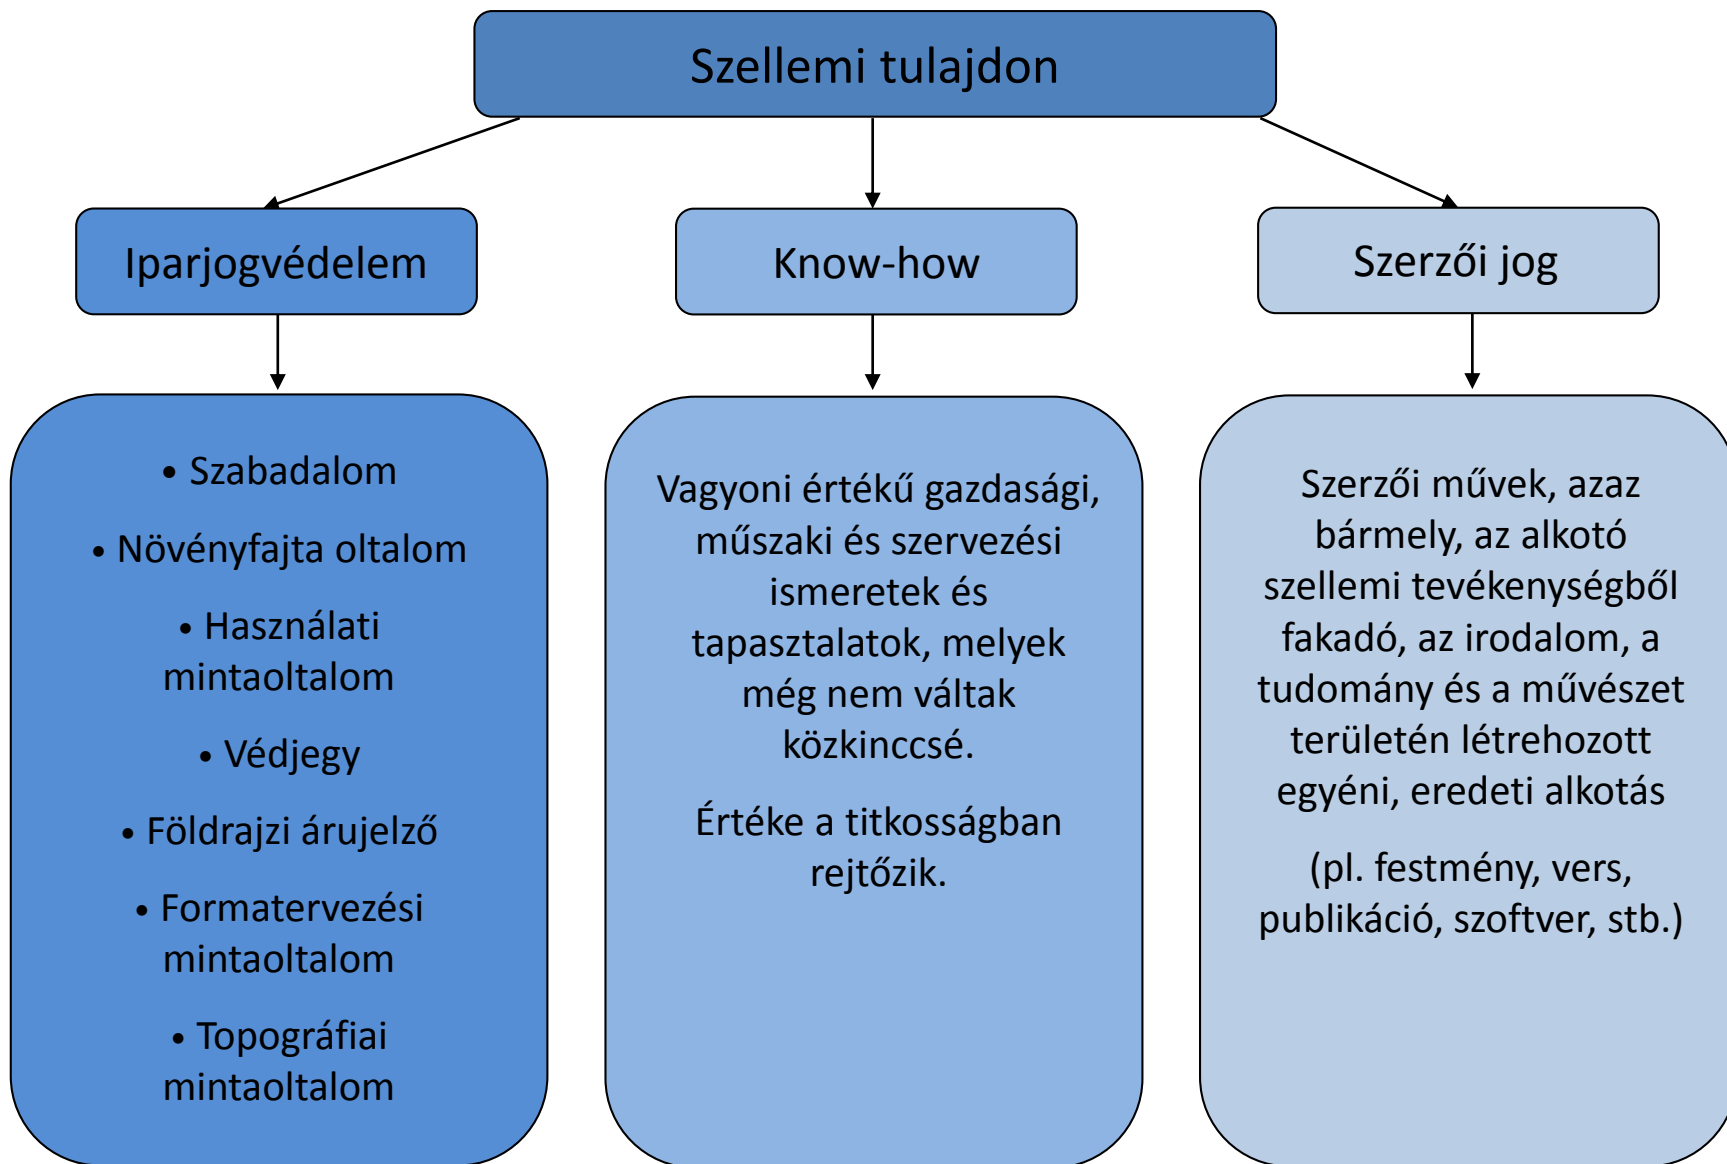 Szellemi tulajdon
Iparjogvédelem
Know-how
Szerzői jog
• Szabadalom
• Növényfajta oltalom
• Használati
mintaoltalom
• Védjegy
• Földrajzi árujelző
• Formatervezési
mintaoltalom
• Topográfiai
mintaoltalom
Vagyoni értékű gazdasági,
műszaki és szervezési
ismeretek és
tapasztalatok, melyek
még nem váltak
közkinccsé.
Értéke a titkosságban
rejtőzik.
Szerzői művek, azaz
bármely, az alkotó
szellemi tevékenységből
fakadó, az irodalom, a
tudomány és a művészet
területén létrehozott
egyéni, eredeti alkotás
(pl. festmény, vers,
publikáció, szoftver, stb.)